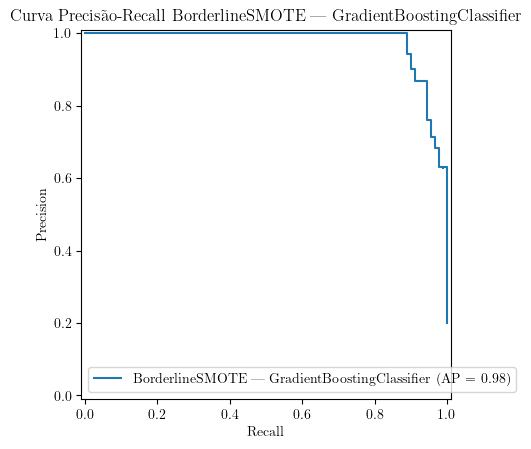 Curva Precisão-Recall BorderlineSMOTE — GradientBoostingClassifier
1.0
0.8
0.6
0.4
0.2
0.0
Precision
BorderlineSMOTE — GradientBoostingClassifier (AP = 0.98)
0.0 0.2 0.4 0.6 0.8 1.0
Recall